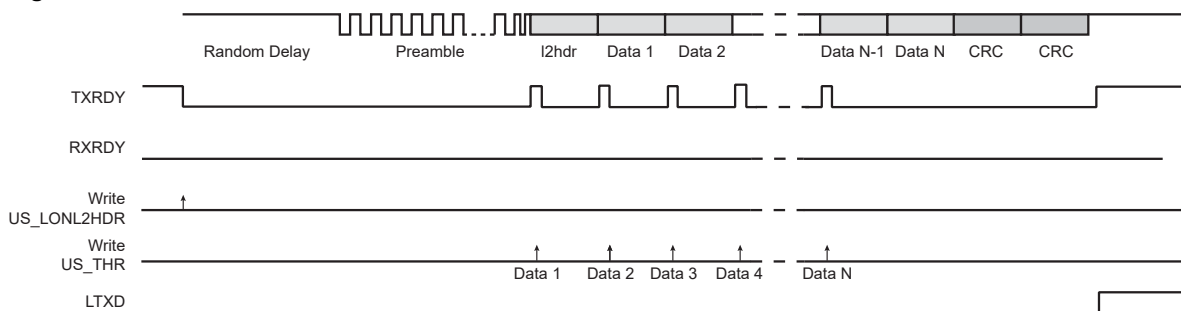 Random Delay Preamble l2hdr Data 1 Data 2 Data N-1 Data N CRC CRC
TXRDY
RXRDY
Write
US_LONL2HDR
Write
US_THR
Data 1 Data 2 Data 3 Data 4 Data N
LTXD